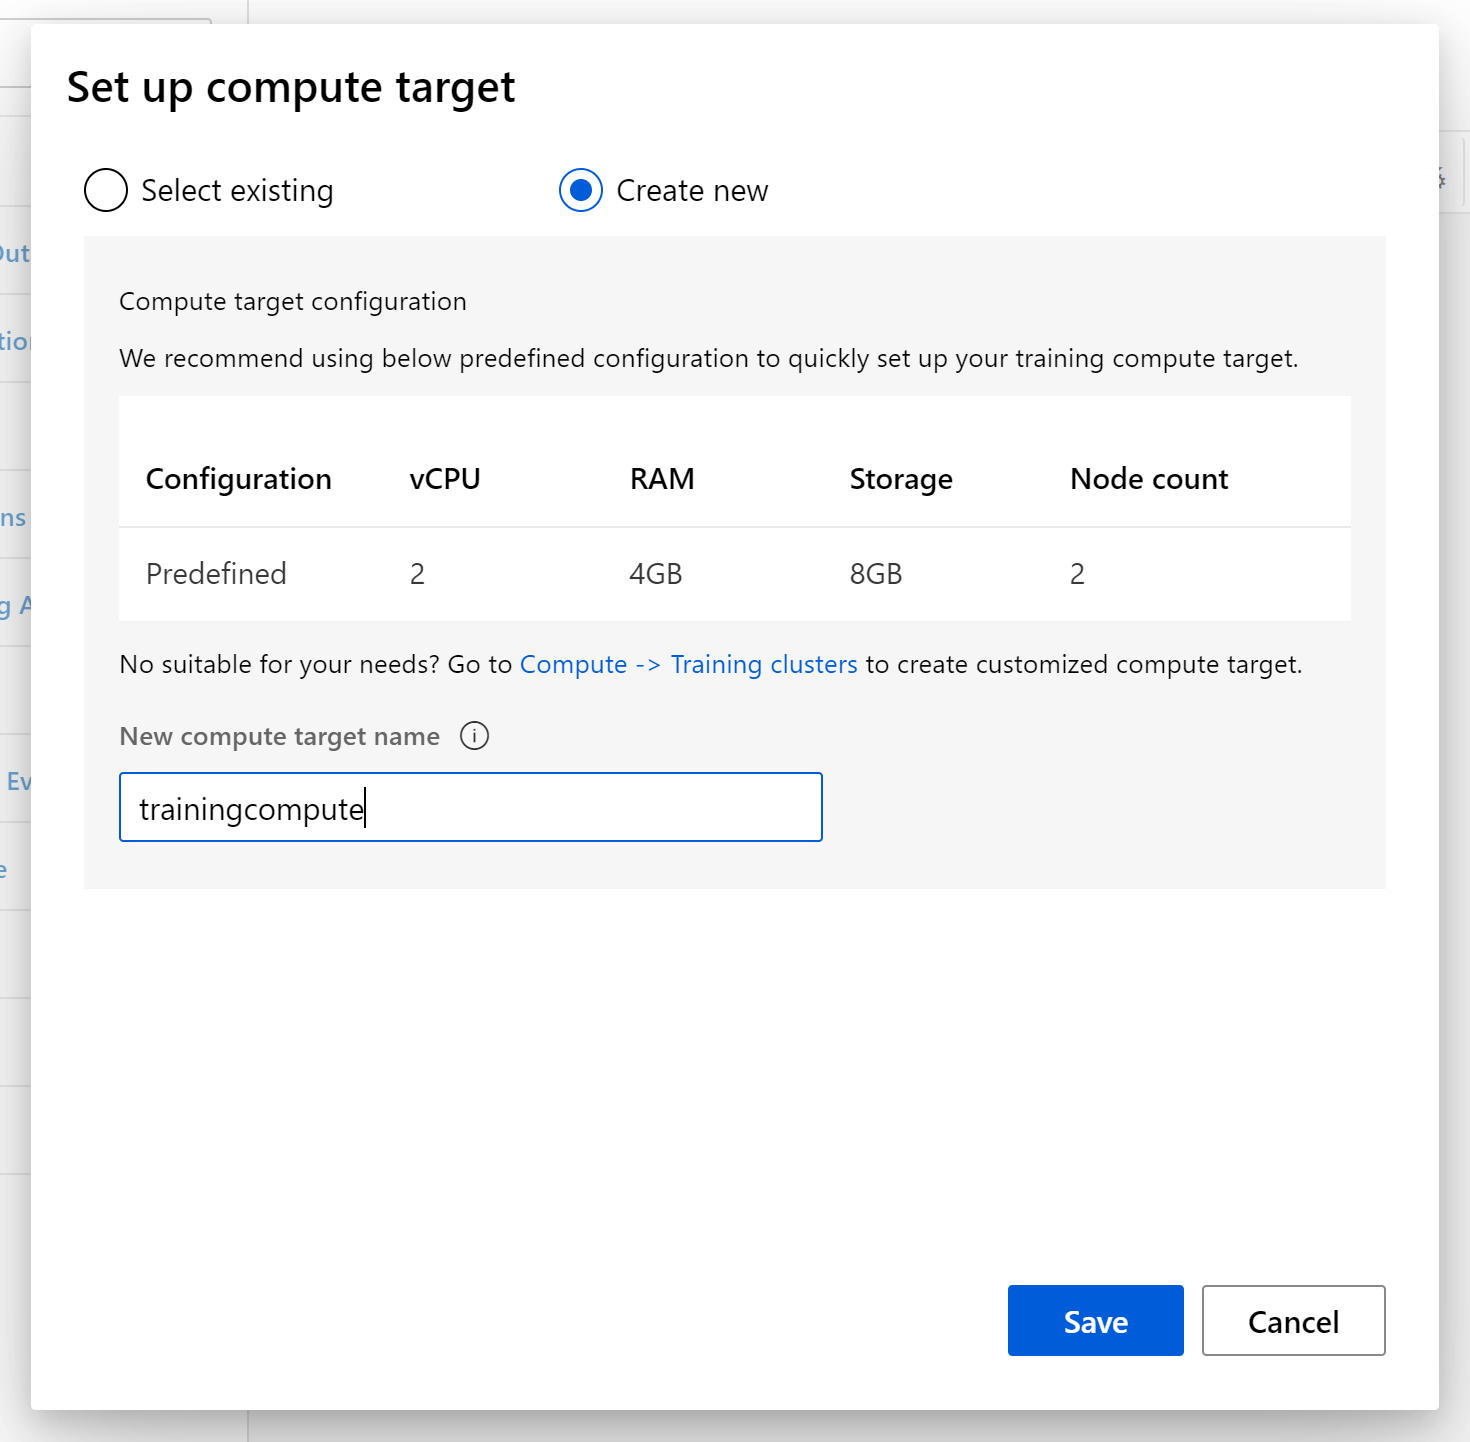 Set up compute target
Select existing
Create new
Compute target configuration
We recommend using below predefined configuration to quickly set up your training compute target.
Configuration vCPU RAM Storage Node count
Predefined 2 4GB 8GB 2
No suitable for your needs? Go to Compute -> Training clusters to create customized compute target.
New compute target name
trainingcompute
Save Cancel